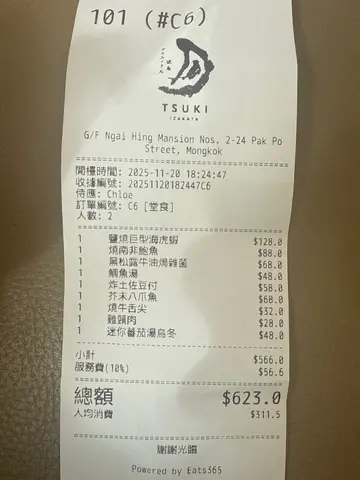 101 (#C6)
TSUKI
IZAKAYA
G/F Ngai Hing Mansion Nos. 2-24 Pak Po
Street, Mongkok
開檯時間: 2025-11-20 18:24:47
收據編號: 20251120182447C6
侍應: Chloe
訂單編號: C6 [堂食]
人數: 2
1 鹽燒巨型海虎蝦 $128.0
1 燒南非鮑魚 $88.0
1 黑松露牛油焗雜菌 $68.0
1 鯛魚湯 $48.0
1 炸土佐豆付 $58.0
1 芥末八爪魚 $68.0
1 燒牛舌尖 $32.0
1 雞頸肉 $28.0
1 迷你蕃茄湯烏冬 $48.0
小計 $566.0
服務費(10%) $56.6
總額 $623.0
人均消費 $311.5
謝謝光臨
Powered by Eats365